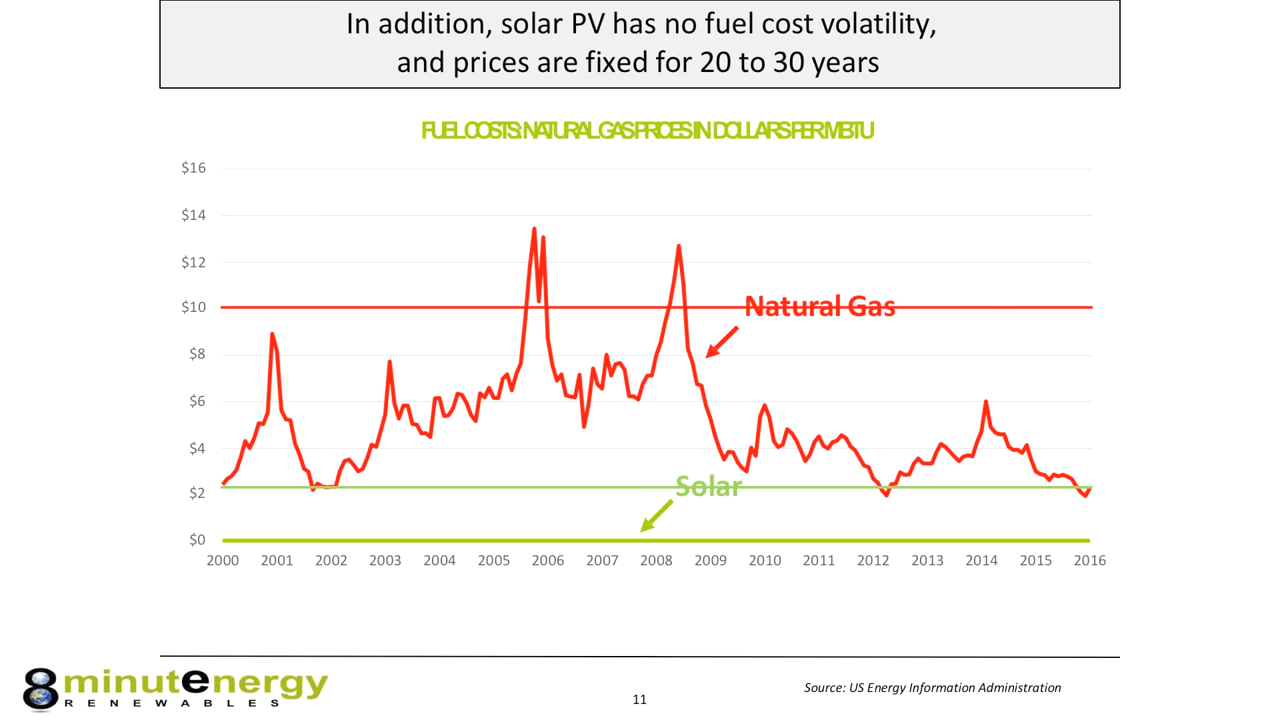 In addition, solar PV has no fuel cost volatility,
and prices are fixed for 20 to 30 years
FUEL COSTS: NATURAL GAS PRICES IN DOLLARS PER MBTU
$16
$14
$12
$10
$8
$6
$4
$2
$0
Natural Gas
Solar
2000 2001 2002 2003 2004 2005 2006 2007 2008 2009 2010 2011 2012 2013 2014 2015 2016
8minutenergy
RENEWABLES
11
Source: US Energy Information Administration